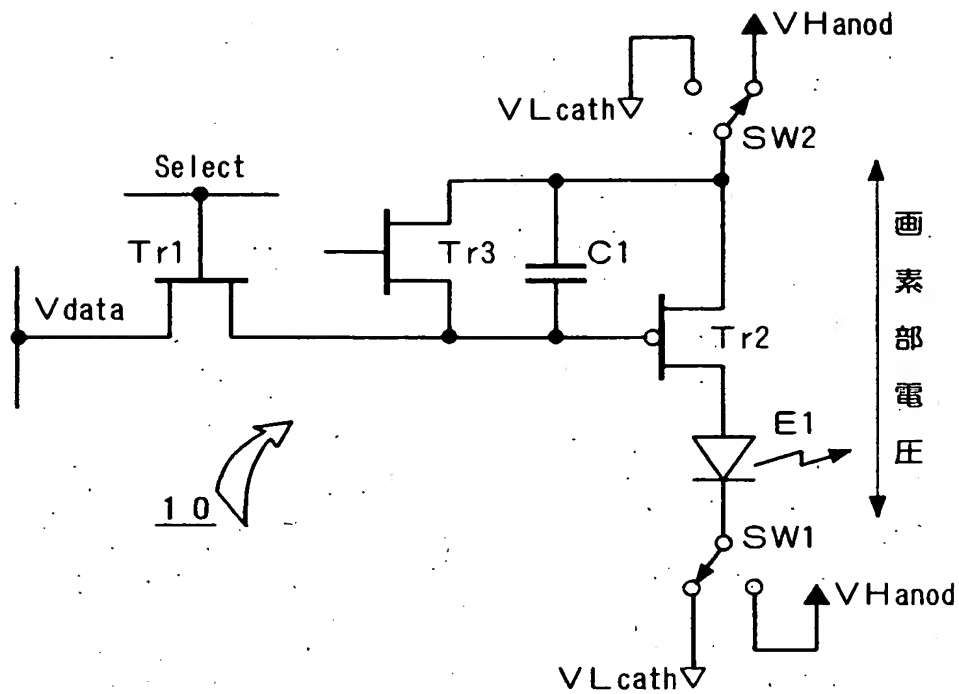 VHanod
VLcath
SW2
Select
Tr1
Tr3
C1
Vdata
Tr2
画素部電圧
E1
10
SW1
VHanod
VLcath